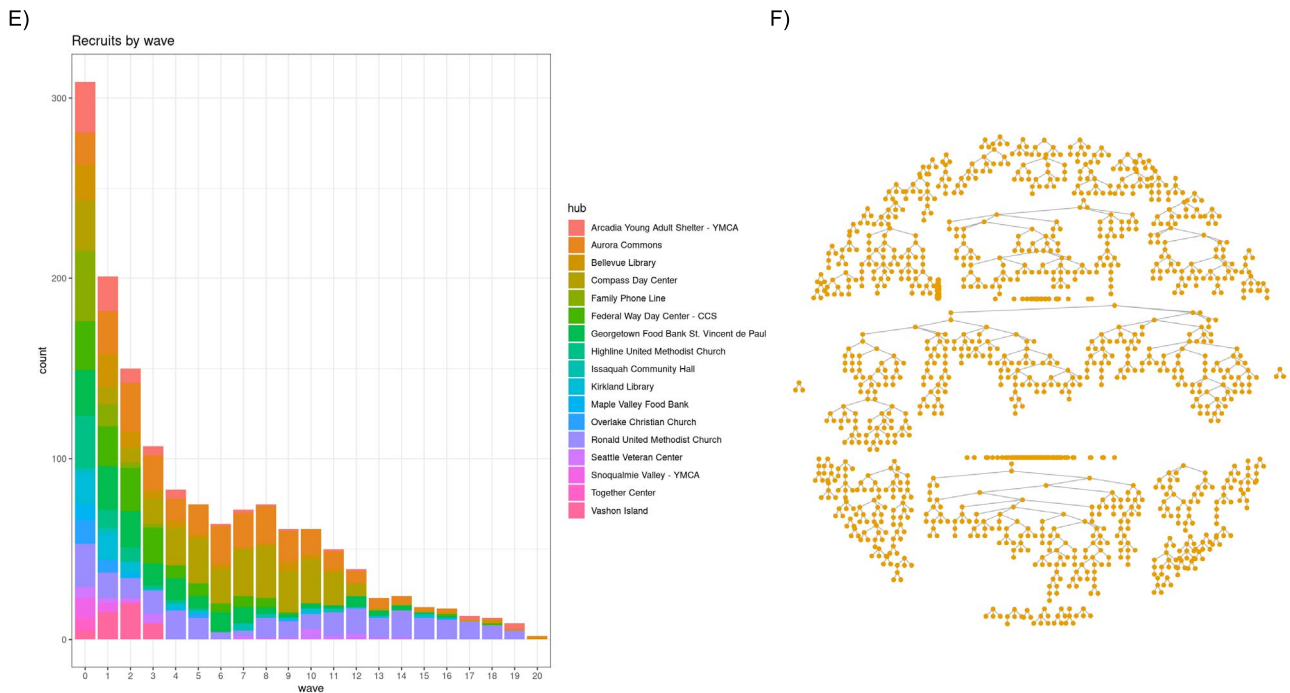 E)
F)
Recruits by wave
300
200
100
0
count
0 1 2 3 4 5 6 7 8 9 10 11 12 13 14 15 16 17 18 19 20
wave
hub
Arcadia Young Adult Shelter - YMCA
Aurora Commons
Bellevue Library
Compass Day Center
Family Phone Line
Federal Way Day Center - CCS
Georgetown Food Bank St. Vincent de Paul
Highline United Methodist Church
Issaquah Community Hall
Kirkland Library
Maple Valley Food Bank
Overlake Christian Church
Ronald United Methodist Church
Seattle Veteran Center
Snoqualmie Valley - YMCA
Together Center
Vashon Island